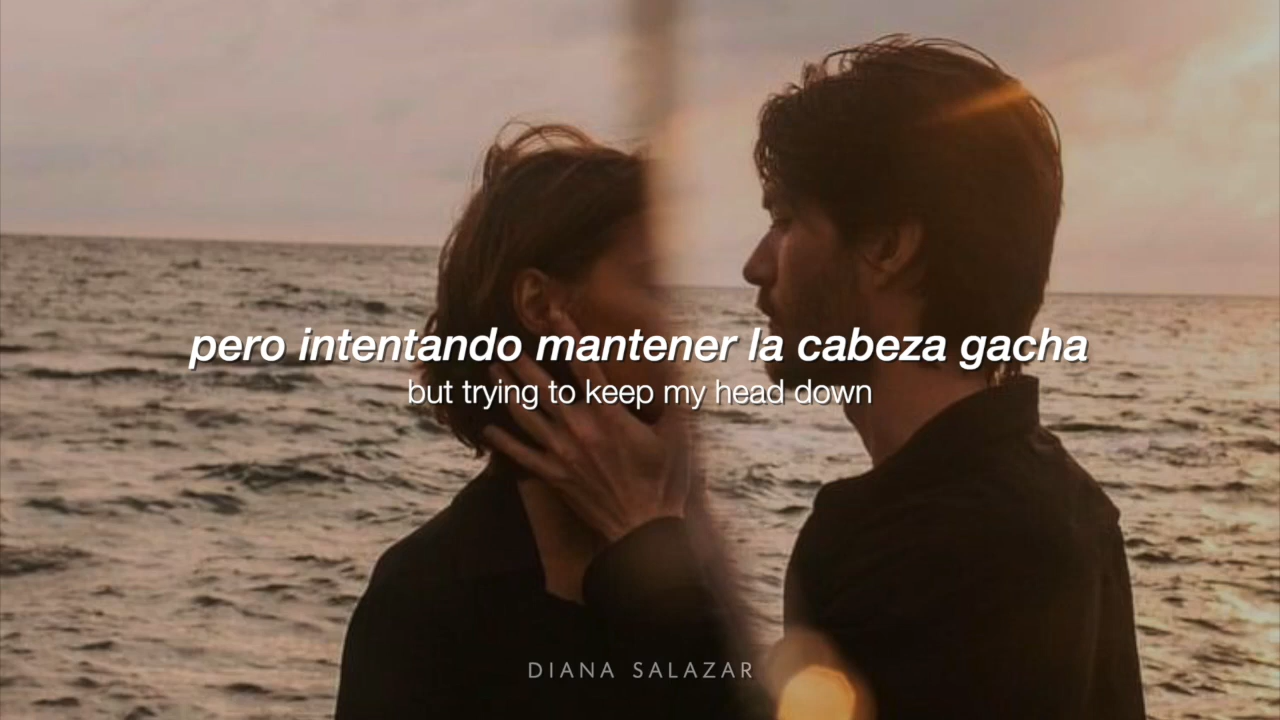 pero intentando mantener la cabeza gacha
but trying to keep my head down
DIANA SALAZAR